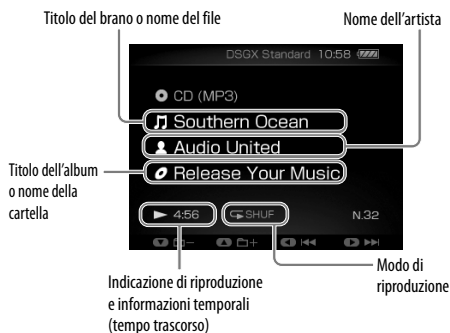 Titolo del brano o nome del file
Nome dell'artista
DSGX Standard 10:58
CD (MP3)
Southern Ocean
Audio United
Release Your Music
Titolo dell'album
o nome della
cartella
4:56
SHUF
N.32
−
+
Modo di
riproduzione
Indicazione di riproduzione
e informazioni temporali
(tempo trascorso)